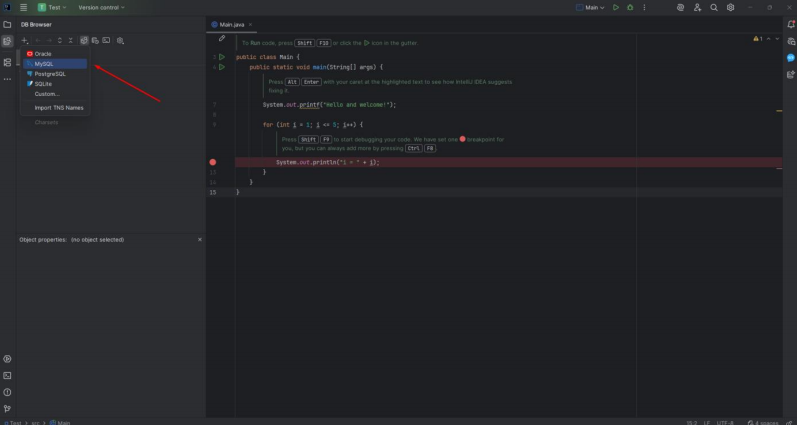 Test
Version control
Main
DB Browser
Main.java
Oracle
MySQL
PostgreSQL
SQLite
Custom...
Import TNS Names
Charsets
To Run code, press Shift F10 or click the icon in the gutter.
1
public class Main {
public static void main(String[] args) {
Press Alt Enter with your caret at the highlighted text to see how IntelliJ IDEA suggests
fixing it.
7
System.out.printf("Hello and welcome!");
8
9
for (int i = 1; i <= 5; i++) {
Press Shift F9 to start debugging your code. We have set one breakpoint for
you, but you can always add more by pressing Ctrl F8.
System.out.println("i = " + i);
13
}
14
}
15
}
Object properties: (no object selected)
Test > src > Main
15:2 LF UTF-8 4 spaces